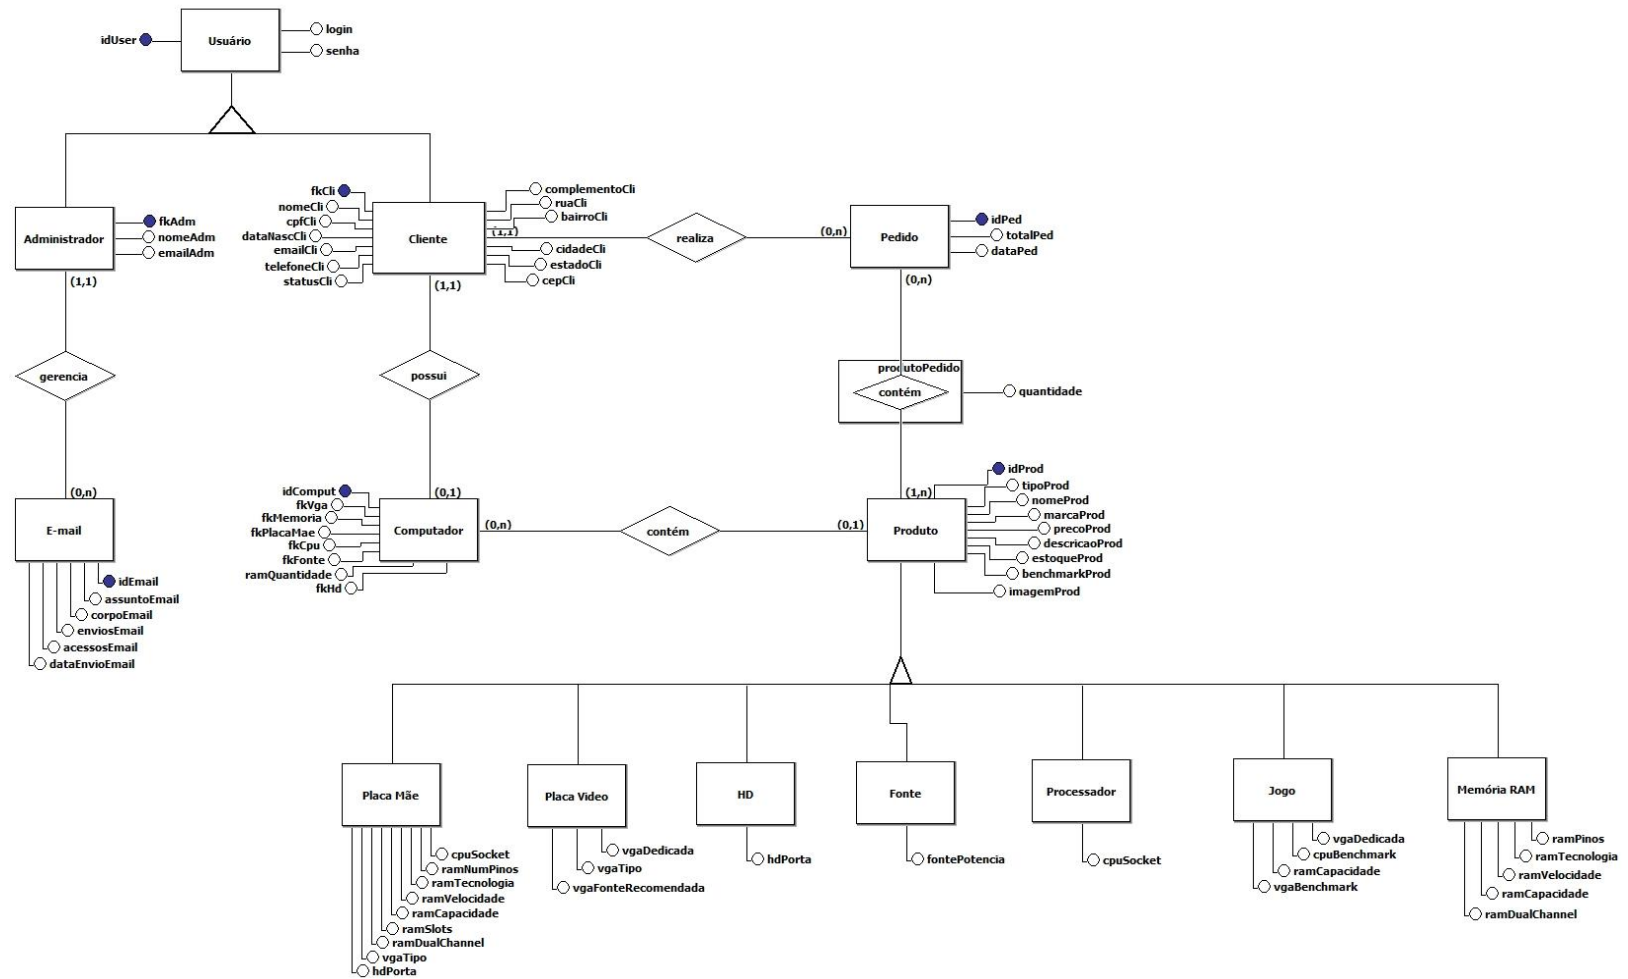 Usuário
idUser
login
senha
Administrador
fkAdm
nomeAdm
emailAdm
(1,1)
Cliente
fkCli
nomeCli
cpfCli
dataNascCli
emailCli
telefoneCli
statusCli
complementoCli
ruaCli
bairroCli
cidadeCli
estadoCli
cepCli
(1,1)
(1,1)
realiza
(0,n)
Pedido
idPed
totalPed
dataPed
(0,n)
gerencia
possui
produtoPedido
contém
quantidade
(0,n)
E-mail
idEmail
assuntoEmail
corpoEmail
enviosEmail
acessosEmail
dataEnvioEmail
(0,1)
Computador
idComput
fkVga
fkMemoria
fkPlacaMae
fkCpu
fkFonte
ramQuantidade
fkHd
(0,n)
contém
(0,1)
(1,n)
Produto
idProd
tipoProd
nomeProd
marcaProd
precoProd
descricaoProd
estoqueProd
benchmarkProd
imagemProd
Placa Mãe
cpuSocket
ramNumPinos
ramTecnologia
ramVelocidade
ramCapacidade
ramSlots
ramDualChannel
vgaTipo
hdPorta
Placa Video
vgaDedicada
vgaTipo
vgaFonteRecomendada
HD
hdPorta
Fonte
fontePotencia
Processador
cpuSocket
Jogo
vgaDedicada
cpuBenchmark
ramCapacidade
vgaBenchmark
Memória RAM
ramPinos
ramTecnologia
ramVelocidade
ramCapacidade
ramDualChannel